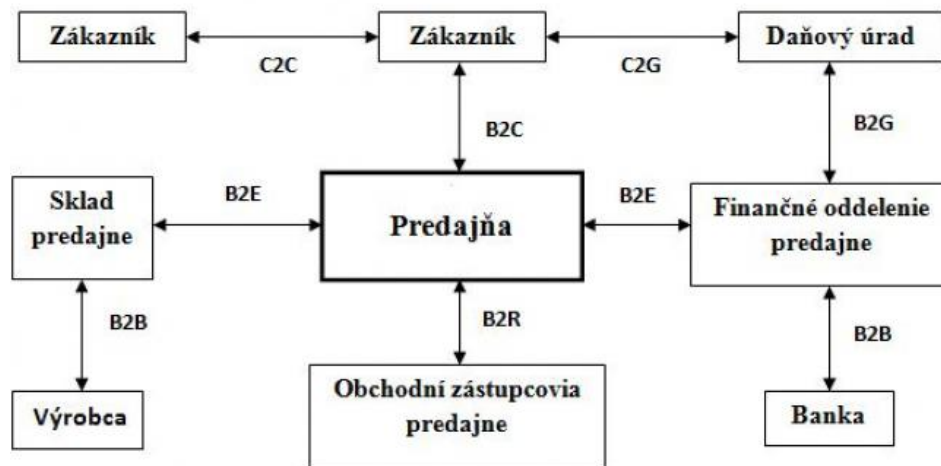 Zákazník
Zákazník
Daňový úrad
C2C
C2G
B2C
B2G
Sklad
predajne
B2E
Predajňa
B2E
Finančné oddelenie
predajne
B2B
B2R
B2B
Výrobca
Obchodní zástupcovia
predajne
Banka